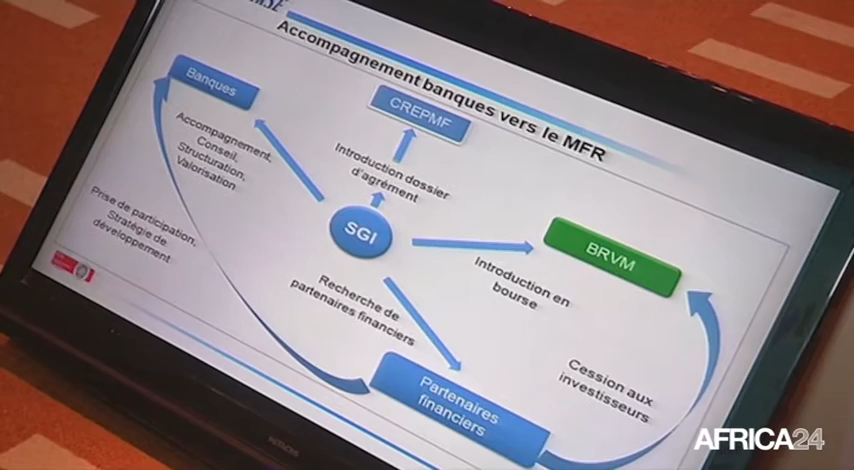 Accompagnement banques vers le MFR
Banques
CREPMF
Accompagnement,
Conseil,
Structuration,
Valorisation
Introduction dossier
d'agrément
Prise de participation,
Stratégie de
développement
SGI
BRVM
Introduction en
bourse
Recherche de
partenaires financiers
Cession aux
investisseurs
Partenaires
financiers
HITACHI
AFRICA24